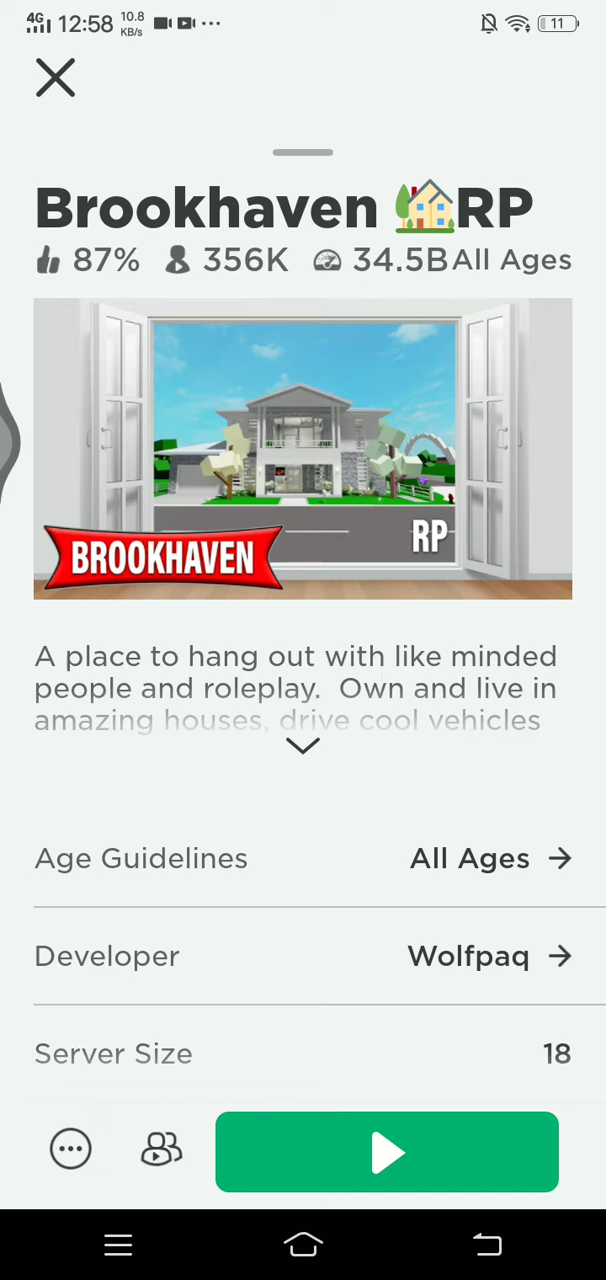 4G 12:58 10.8 KB/s 11
Brookhaven 🏡RP
87% 356K 34.5B All Ages
BROOKHAVEN RP
A place to hang out with like minded
people and roleplay. Own and live in
amazing houses, drive cool vehicles
Age Guidelines All Ages
Developer Wolfpaq
Server Size 18